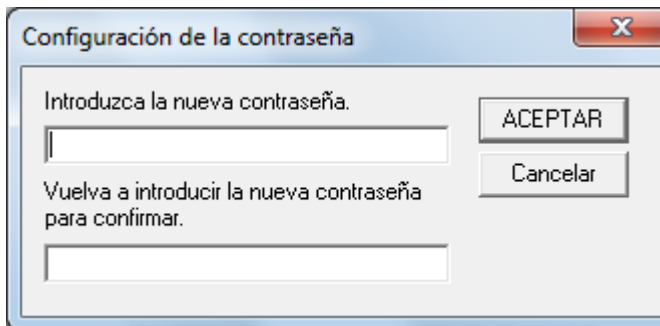 Configuración de la contraseña
Introduzca la nueva contraseña.
ACEPTAR
Cancelar
Vuelva a introducir la nueva contraseña
para confirmar.